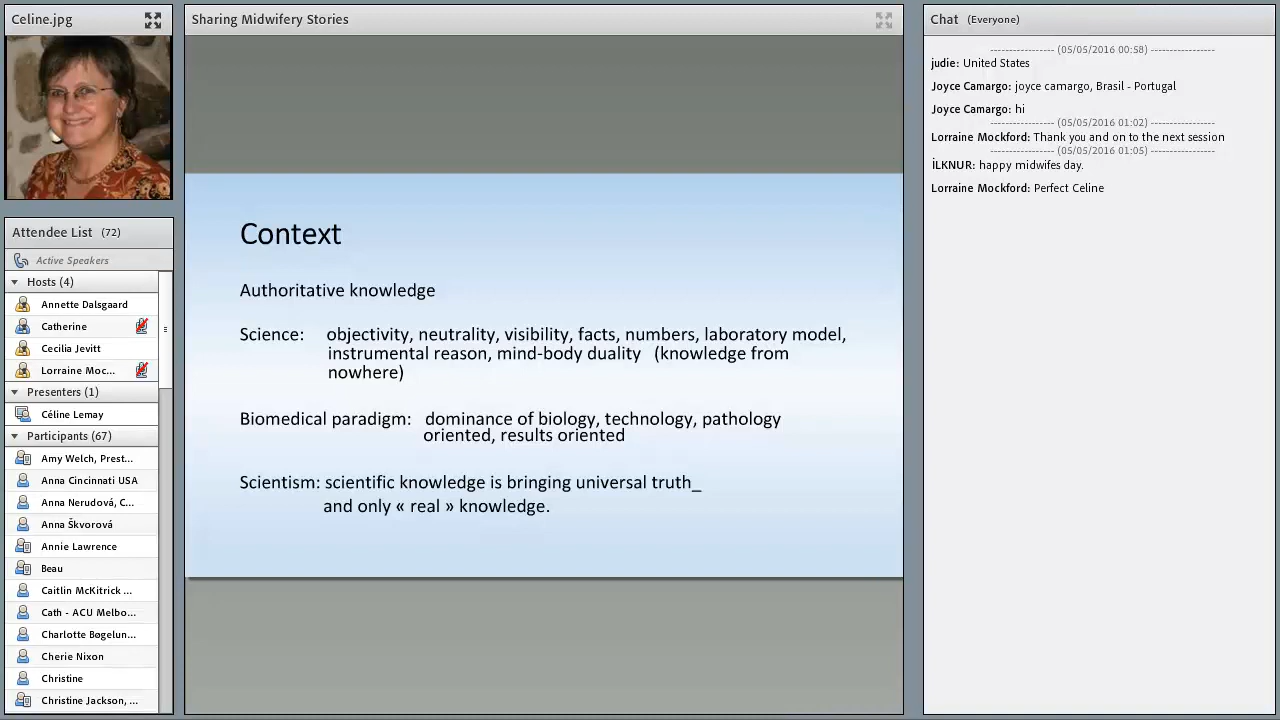 Celine.jpg
Attendee List (72)
Active Speakers
Hosts (4)
Annette Dalsgaard
Catherine
Cecilia Jevitt
Lorraine Moc...
Presenters (1)
Céline Lemay
Participants (67)
Amy Welch, Prest...
Anna Cincinnati USA
Anna Nerudová, C...
Anna Škvorová
Annie Lawrence
Beau
Caitlin McKitrick ...
Cath - ACU Melbo...
Charlotte Bøgelun...
Cherie Nixon
Christine
Christine Jackson, ...
Sharing Midwifery Stories
Context
Authoritative knowledge
Science: objectivity, neutrality, visibility, facts, numbers, laboratory model,
instrumental reason, mind-body duality (knowledge from
nowhere)
Biomedical paradigm: dominance of biology, technology, pathology
oriented, results oriented
Scientism: scientific knowledge is bringing universal truth_
and only « real » knowledge.
Chat (Everyone)
----------------- (05/05/2016 00:58) -----------------
judie: United States
Joyce Camargo: joyce camargo, Brasil - Portugal
Joyce Camargo: hi
----------------- (05/05/2016 01:02) -----------------
Lorraine Mockford: Thank you and on to the next session
----------------- (05/05/2016 01:05) -----------------
İLKNUR: happy midwifes day.
Lorraine Mockford: Perfect Celine